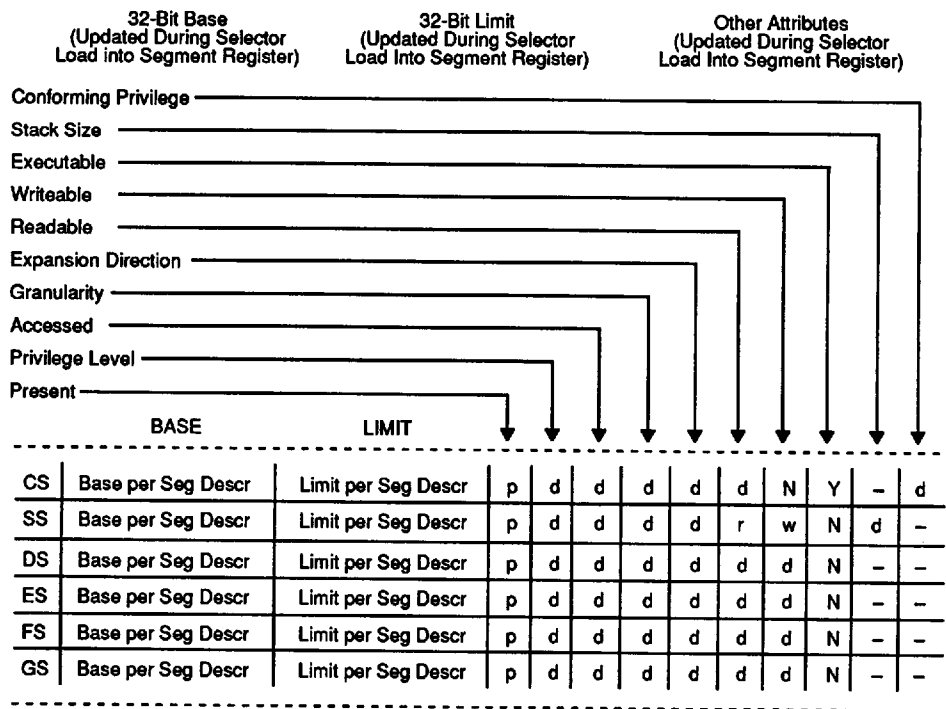 32-Bit Base
(Updated During Selector
Load into Segment Register)
32-Bit Limit
(Updated During Selector
Load Into Segment Register)
Other Attributes
(Updated During Selector
Load Into Segment Register)
Conforming Privilege
Stack Size
Executable
Writeable
Readable
Expansion Direction
Granularity
Accessed
Privilege Level
Present
BASE LIMIT
CS Base per Seg Descr Limit per Seg Descr p d d d d d N Y – d
SS Base per Seg Descr Limit per Seg Descr p d d d d r w N d –
DS Base per Seg Descr Limit per Seg Descr p d d d d d d N – –
ES Base per Seg Descr Limit per Seg Descr p d d d d d d N – –
FS Base per Seg Descr Limit per Seg Descr p d d d d d d N – –
GS Base per Seg Descr Limit per Seg Descr p d d d d d d N – –